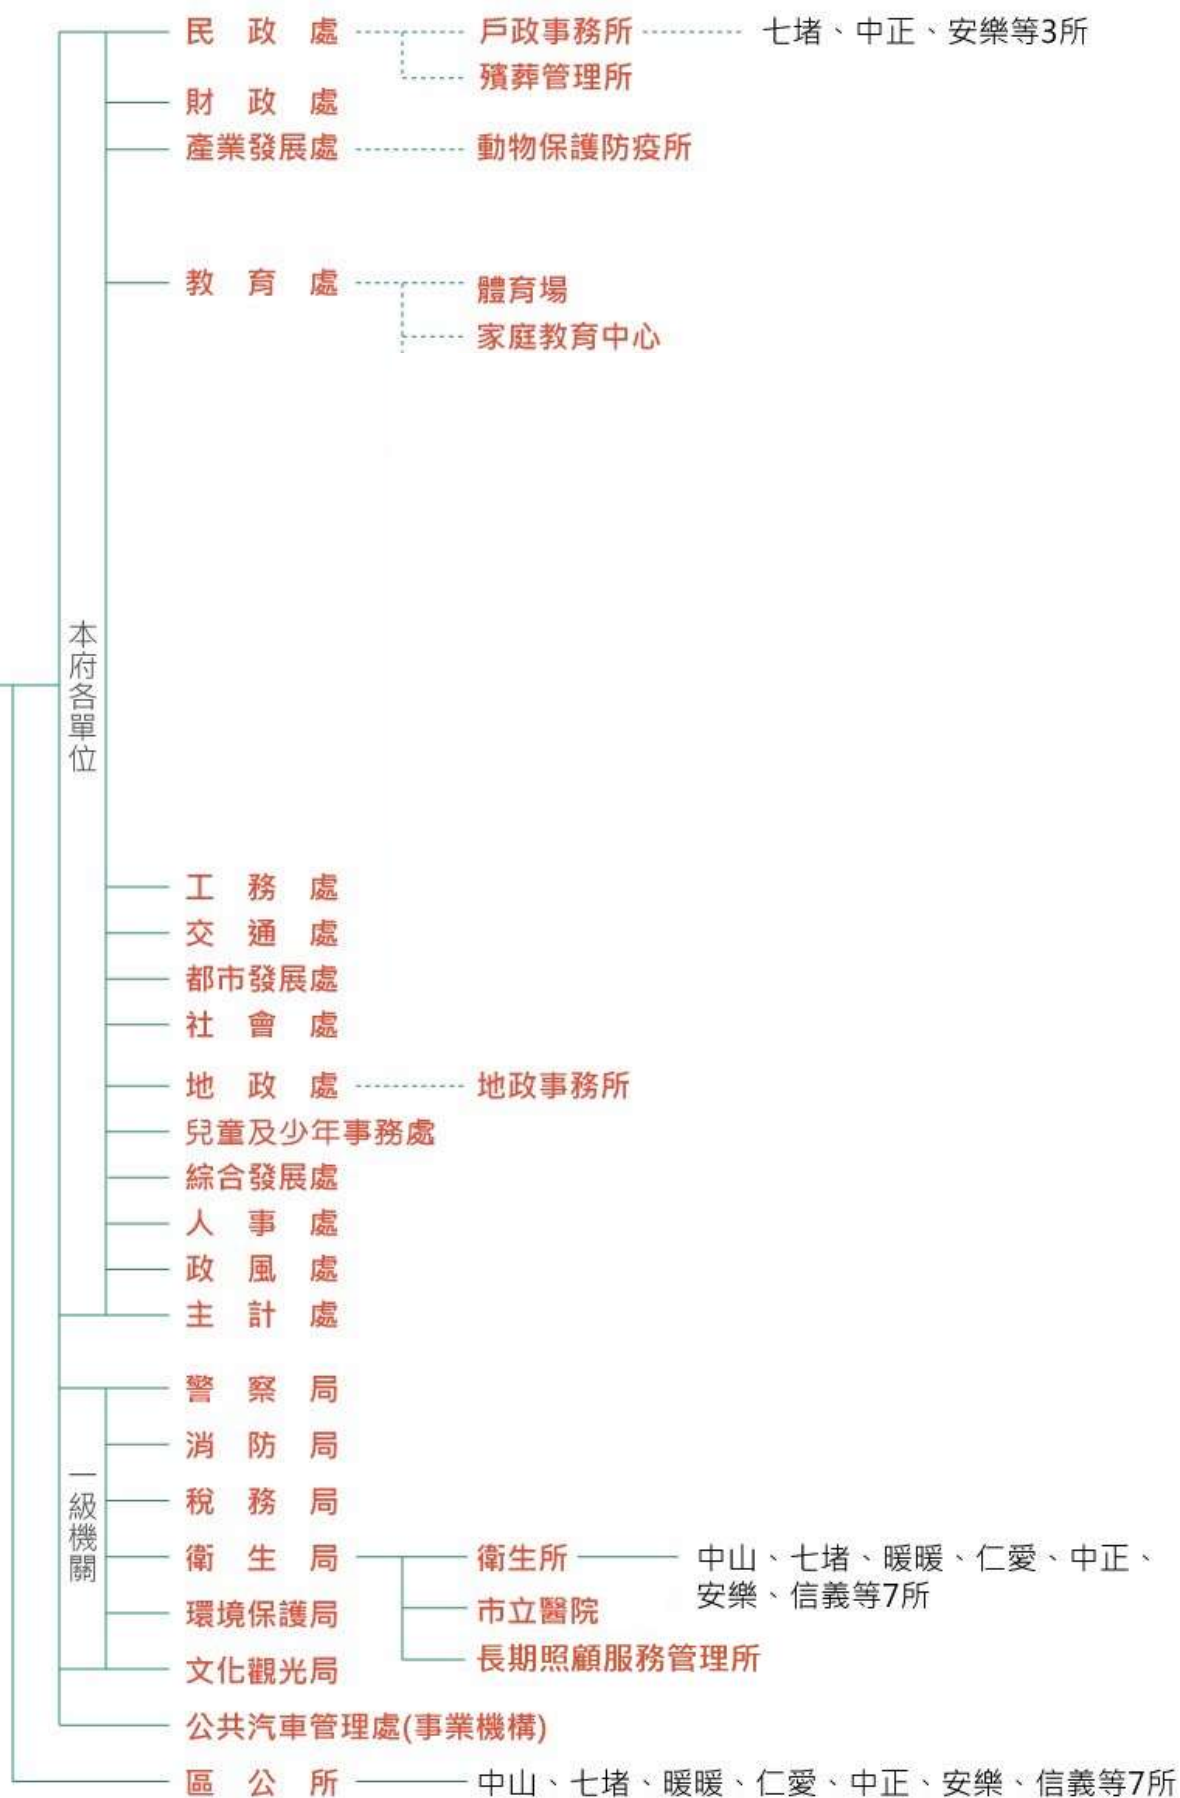 民政處 戶政事務所 七堵、中正、安樂等3所
殯葬管理所
財政處
產業發展處 動物保護防疫所
教育處 體育場
家庭教育中心
本府各單位
工務處
交通處
都市發展處
社會處
地政處 地政事務所
兒童及少年事務處
綜合發展處
人事處
政風處
主計處
一級機關
警察局
消防局
稅務局
衛生局 衛生所 中山、七堵、暖暖、仁愛、中正、
安樂、信義等7所
環境保護局 市立醫院
長期照顧服務管理所
文化觀光局
公共汽車管理處(事業機構)
區公所 中山、七堵、暖暖、仁愛、中正、安樂、信義等7所